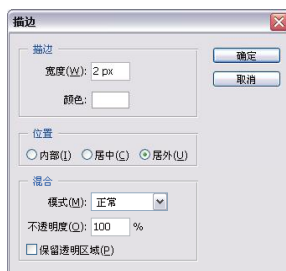 描边
描边
确定
宽度(W): 2 px
取消
颜色:
位置
内部(I) 居中(C) 居外(U)
混合
模式(M): 正常
不透明度(O): 100 %
保留透明区域(P)